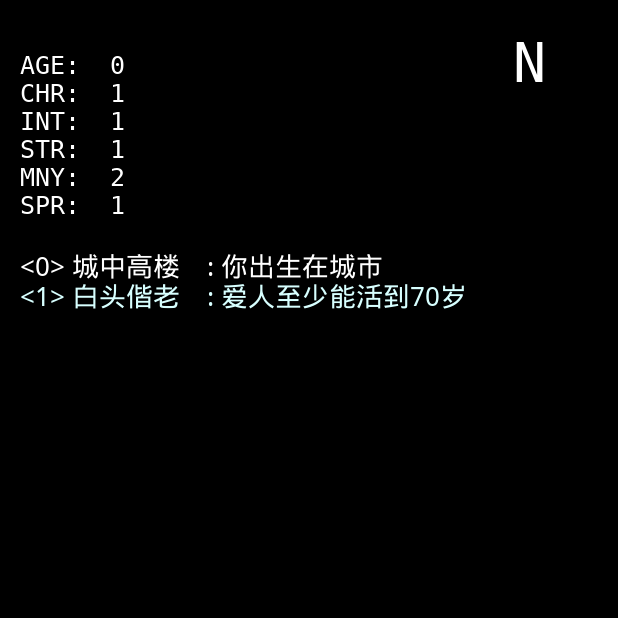 N
AGE: 0
CHR: 1
INT: 1
STR: 1
MNY: 2
SPR: 1
<0> 城中高楼 : 你出生在城市
<1> 白头偕老 : 爱人至少能活到70岁